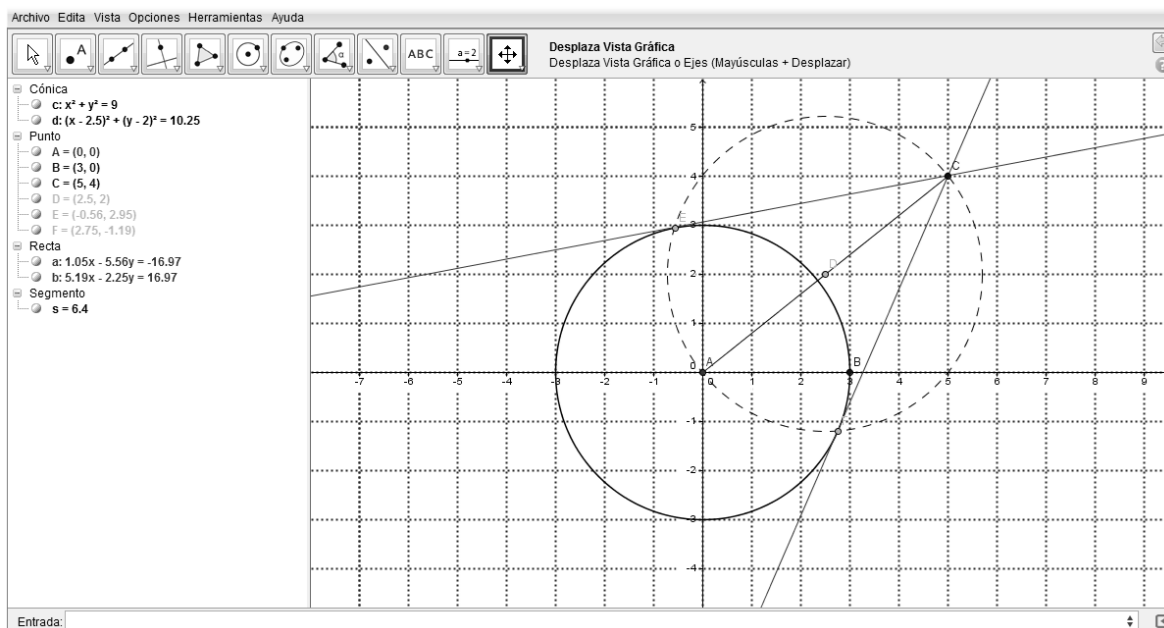 Archivo Edita Vista Opciones Herramientas Ayuda
A
α
ABC
a=2
Desplaza Vista Gráfica
Desplaza Vista Gráfica o Ejes (Mayúsculas + Desplazar)
Cónica
c: x² + y² = 9
d: (x - 2.5)² + (y - 2)² = 10.25
Punto
A = (0, 0)
B = (3, 0)
C = (5, 4)
D = (2.5, 2)
E = (-0.56, 2.95)
F = (2.75, -1.19)
Recta
a: 1.05x - 5.56y = -16.97
b: 5.19x - 2.25y = 16.97
Segmento
s = 6.4
5
4
C
3
E
2
D
1
0
A
B
-7 -6 -5 -4 -3 -2 -1 0 1 2 3 4 5 6 7 8 9
-1
-2
-3
-4
Entrada: